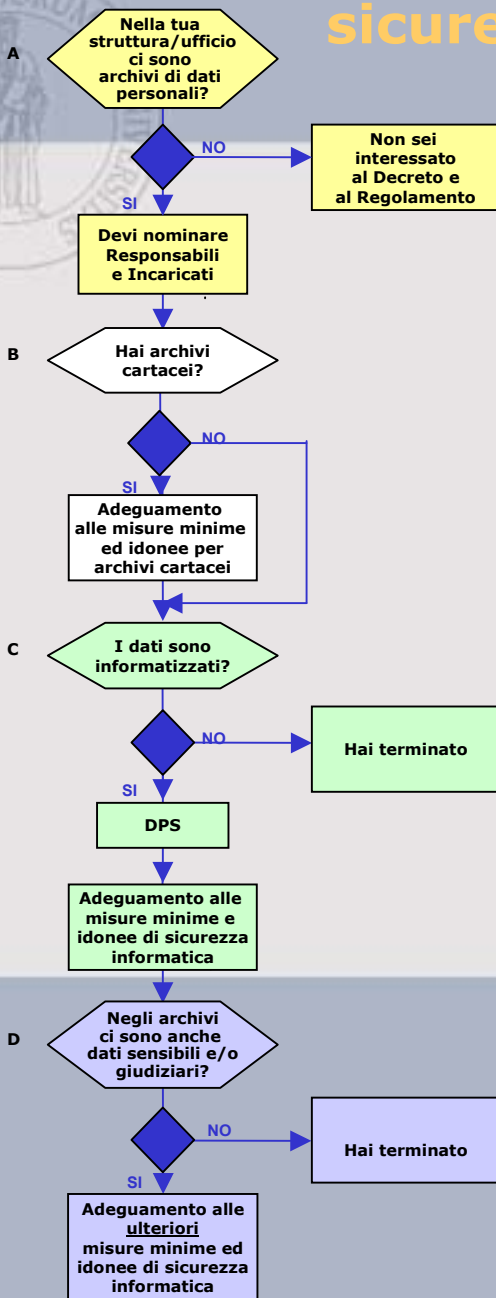 sicure
A
Nella tua
struttura/ufficio
ci sono
archivi di dati
personali?
NO
Non sei
interessato
al Decreto e
al Regolamento
SI
Devi nominare
Responsabili
e Incaricati
B
Hai archivi
cartacei?
NO
SI
Adeguamento
alle misure minime
ed idonee per
archivi cartacei
C
I dati sono
informatizzati?
NO
Hai terminato
SI
DPS
Adeguamento alle
misure minime e
idonee di sicurezza
informatica
D
Negli archivi
ci sono anche
dati sensibili e/o
giudiziari?
NO
Hai terminato
SI
Adeguamento alle
ulteriori
misure minime ed
idonee di sicurezza
informatica